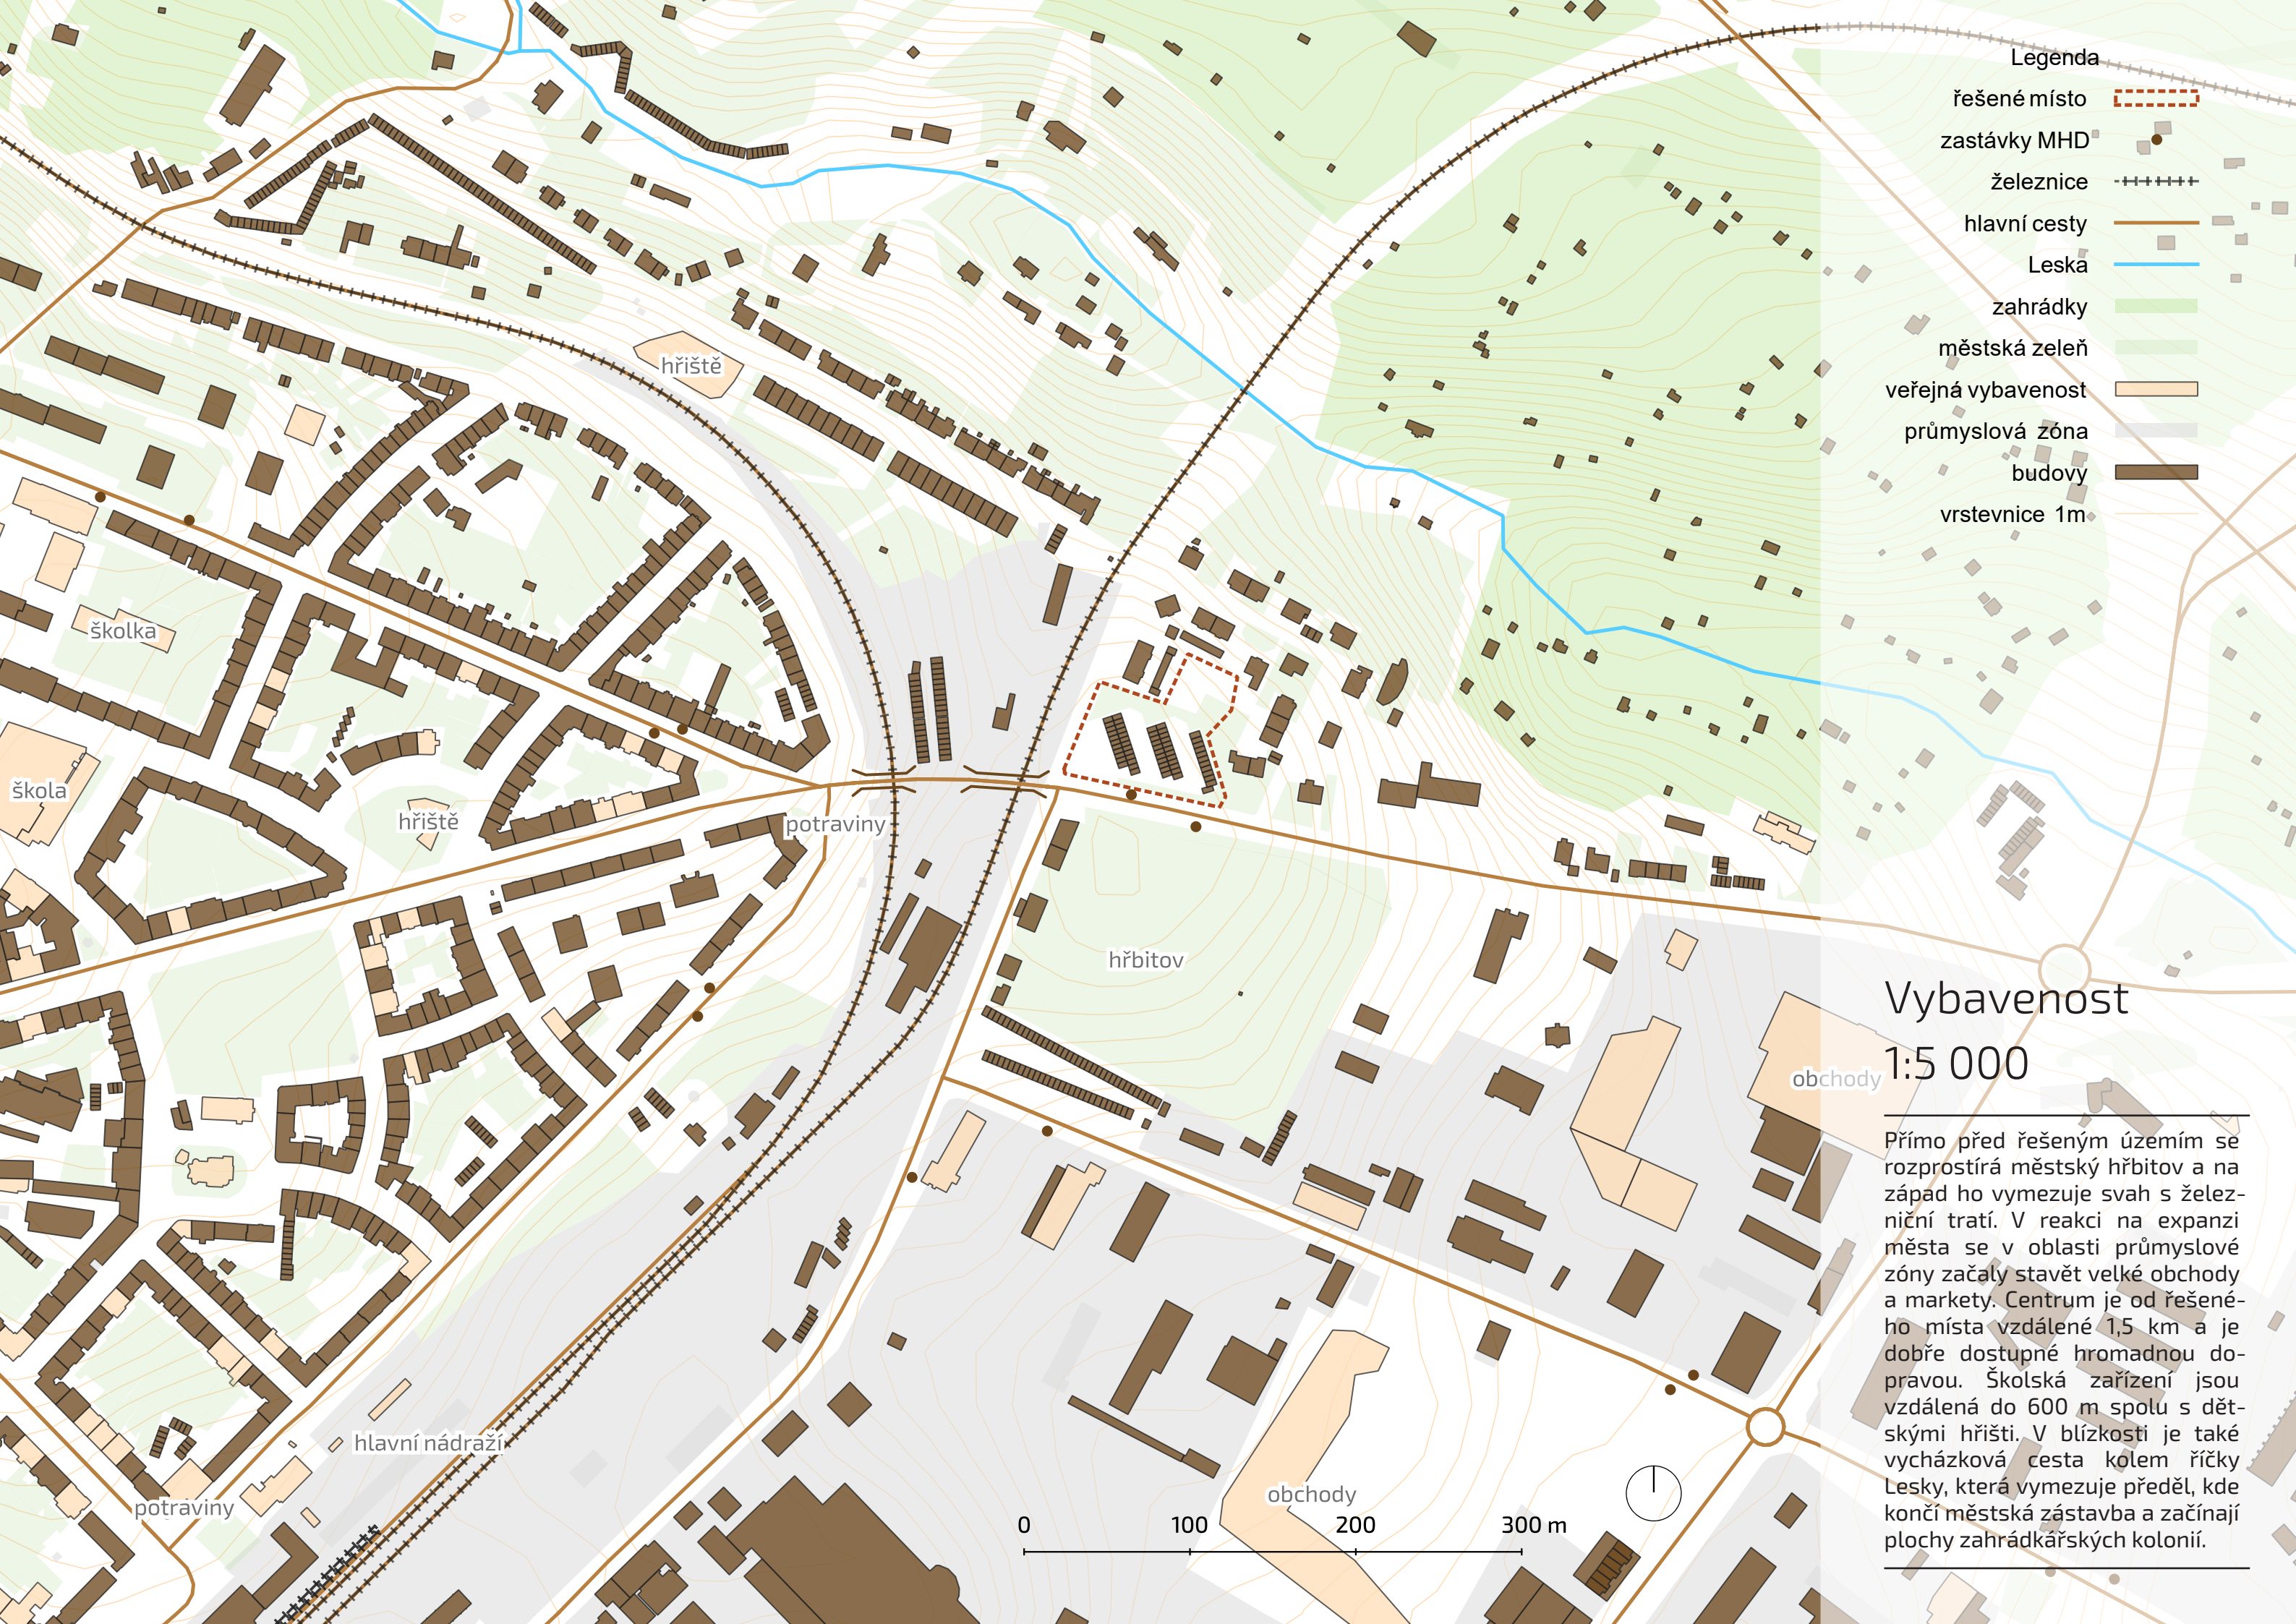 Legenda
řešené místo
zastávky MHD
železnice
hlavní cesty
Leska
zahrádky
městská zeleň
veřejná vybavenost
průmyslová zóna
budovy
vrstevnice 1m
hřiště
školka
škola
hřiště
potraviny
hřbitov
obchody
hlavní nádraží
potraviny
obchody
0 100 200 300 m
Vybavenost
1:5 000
Přímo před řešeným územím se
rozprostírá městský hřbitov a na
západ ho vymezuje svah s želez-
niční tratí. V reakci na expanzi
města se v oblasti průmyslové
zóny začaly stavět velké obchody
a markety. Centrum je od řešené-
ho místa vzdálené 1,5 km a je
dobře dostupné hromadnou do-
pravou. Školská zařízení jsou
vzdálená do 600 m spolu s dět-
skými hřišti. V blízkosti je také
vycházková cesta kolem říčky
Lesky, která vymezuje předěl, kde
končí městská zástavba a začínají
plochy zahrádkářských kolonií.